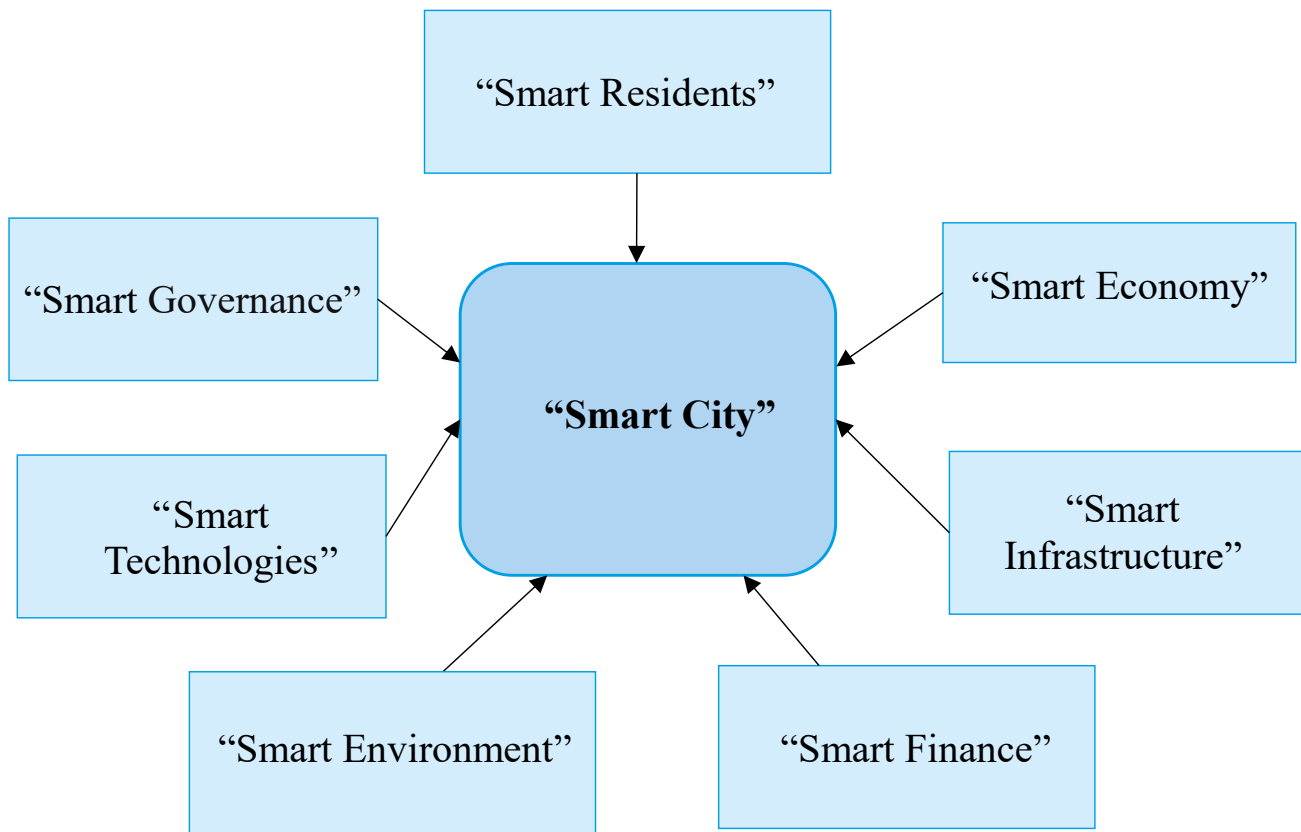 “Smart Residents”
“Smart Governance”
“Smart Economy”
“Smart City”
“Smart
Technologies”
“Smart
Infrastructure”
“Smart Environment”
“Smart Finance”